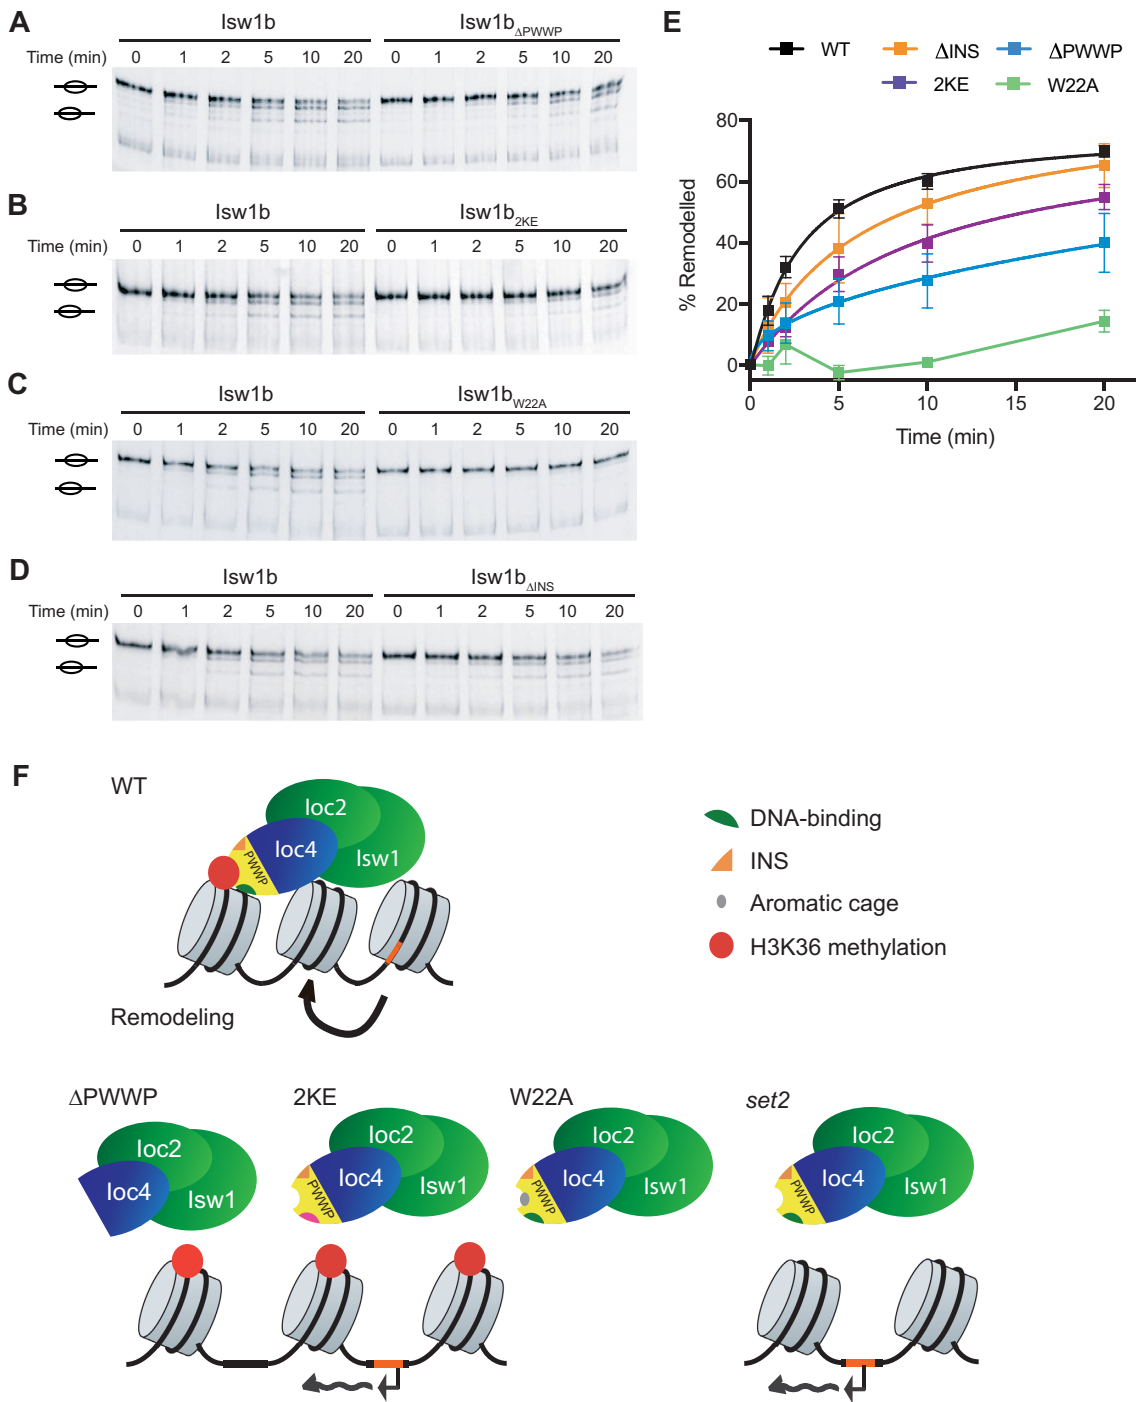 A
Isw1b Isw1bΔPWWP
Time (min) 0 1 2 5 10 20 0 1 2 5 10 20
B
Isw1b Isw1b2KE
Time (min) 0 1 2 5 10 20 0 1 2 5 10 20
C
Isw1b Isw1bW22A
Time (min) 0 1 2 5 10 20 0 1 2 5 10 20
D
Isw1b Isw1bΔINS
Time (min) 0 1 2 5 10 20 0 1 2 5 10 20
E
WT ΔINS ΔPWWP
2KE W22A
80
60
40
20
0
% Remodelled
0 5 10 15 20
Time (min)
F
WT
Ioc2
Ioc4
Isw1
PWWP
Remodeling
DNA-binding
INS
Aromatic cage
H3K36 methylation
ΔPWWP 2KE W22A set2
Ioc2 Ioc2 Ioc2 Ioc2
Ioc4 Ioc4 Ioc4 Ioc4
Isw1 Isw1 Isw1 Isw1
PWWP PWWP PWWP